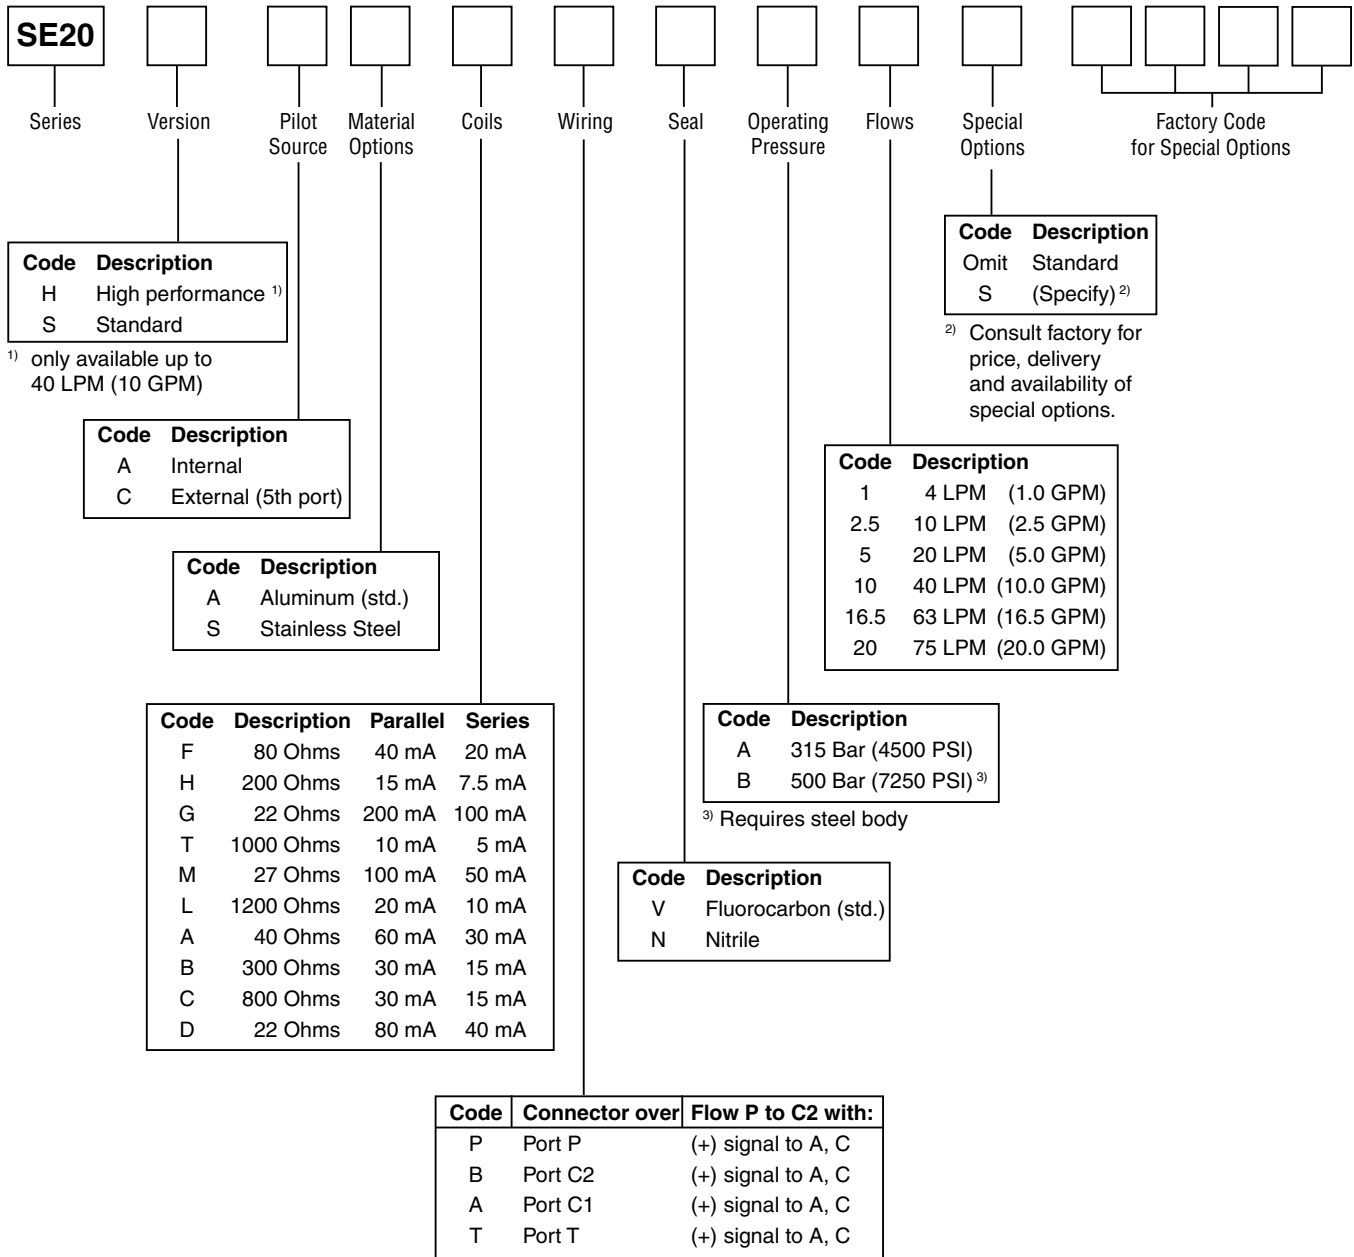 SE20
Series
Version
Pilot Source
Material Options
Coils
Wiring
Seal
Operating Pressure
Flows
Special Options
Factory Code
for Special Options
Code Description
H High performance 1)
S Standard
1) only available up to
40 LPM (10 GPM)
Code Description
Omit Standard
S (Specify) 2)
2) Consult factory for
price, delivery
and availability of
special options.
Code Description
A Internal
C External (5th port)
Code Description
1 4 LPM (1.0 GPM)
2.5 10 LPM (2.5 GPM)
5 20 LPM (5.0 GPM)
10 40 LPM (10.0 GPM)
16.5 63 LPM (16.5 GPM)
20 75 LPM (20.0 GPM)
Code Description
A Aluminum (std.)
S Stainless Steel
Code Description Parallel Series
F 80 Ohms 40 mA 20 mA
H 200 Ohms 15 mA 7.5 mA
G 22 Ohms 200 mA 100 mA
T 1000 Ohms 10 mA 5 mA
M 27 Ohms 100 mA 50 mA
L 1200 Ohms 20 mA 10 mA
A 40 Ohms 60 mA 30 mA
B 300 Ohms 30 mA 15 mA
C 800 Ohms 30 mA 15 mA
D 22 Ohms 80 mA 40 mA
Code Description
A 315 Bar (4500 PSI)
B 500 Bar (7250 PSI) 3)
3) Requires steel body
Code Description
V Fluorocarbon (std.)
N Nitrile
Code Connector over Flow P to C2 with:
P Port P (+) signal to A, C
B Port C2 (+) signal to A, C
A Port C1 (+) signal to A, C
T Port T (+) signal to A, C